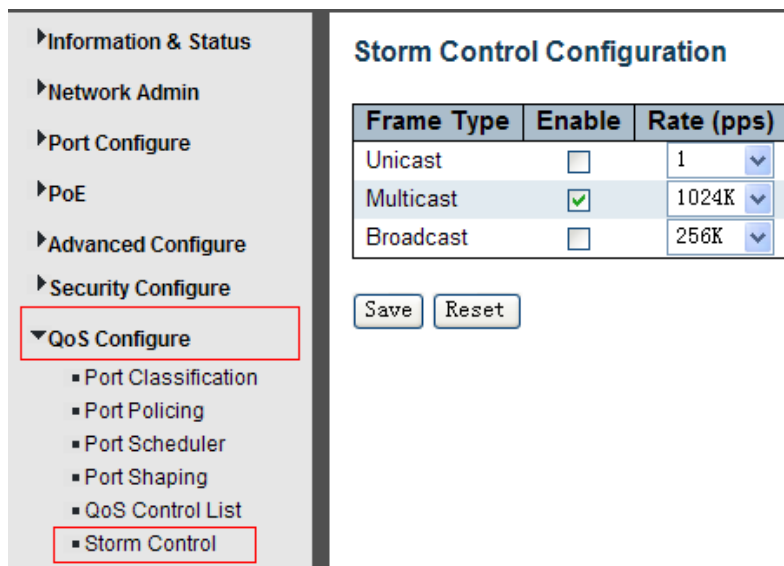 Information & Status
Network Admin
Port Configure
PoE
Advanced Configure
Security Configure
QoS Configure
Port Classification
Port Policing
Port Scheduler
Port Shaping
QoS Control List
Storm Control
Storm Control Configuration
Frame Type Enable Rate (pps)
Unicast 1
Multicast 1024K
Broadcast 256K
Save Reset